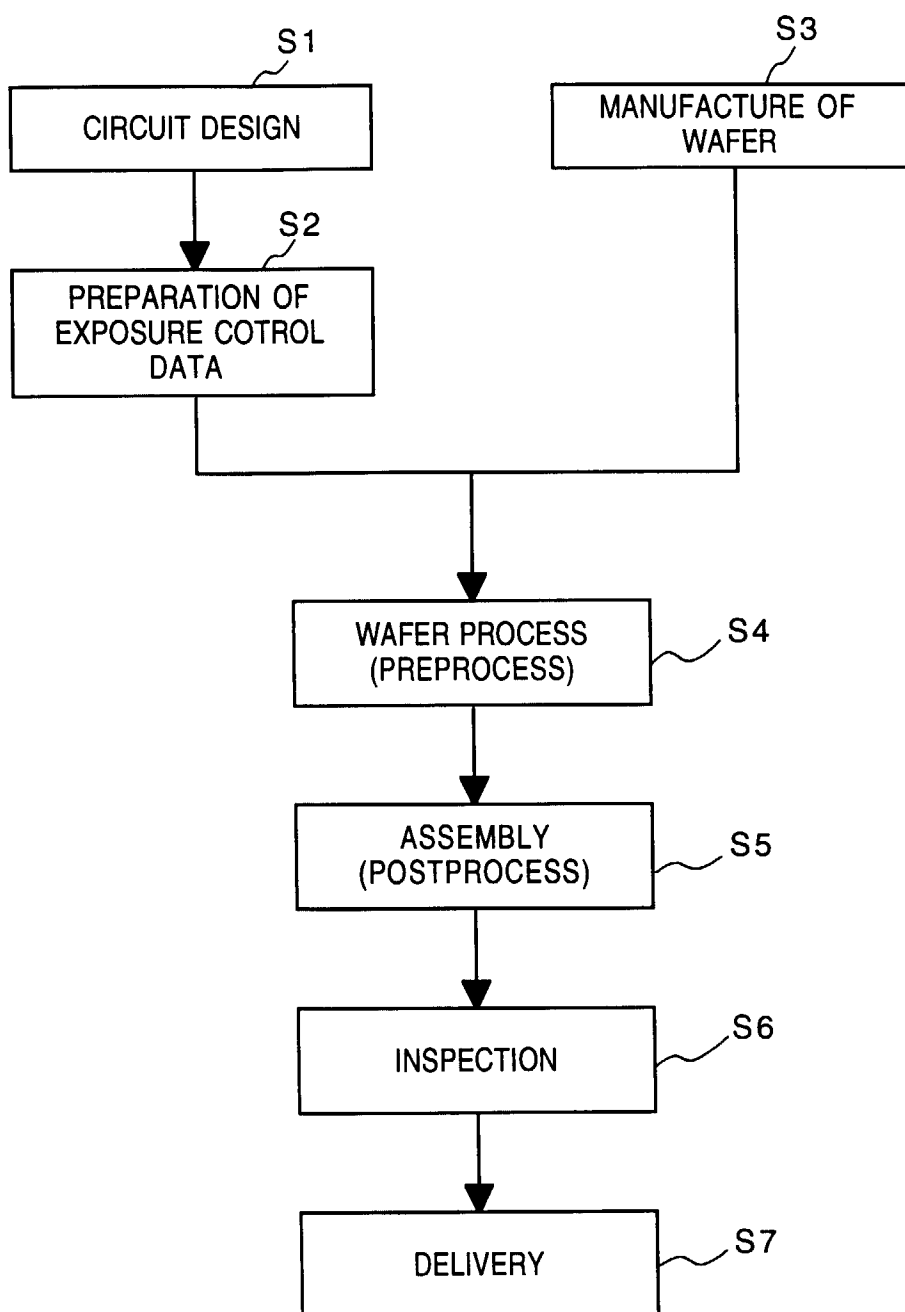 S1
CIRCUIT DESIGN
S3
MANUFACTURE OF
WAFER
S2
PREPARATION OF
EXPOSURE COTROL
DATA
WAFER PROCESS
(PREPROCESS)
S4
ASSEMBLY
(POSTPROCESS)
S5
INSPECTION
S6
DELIVERY
S7